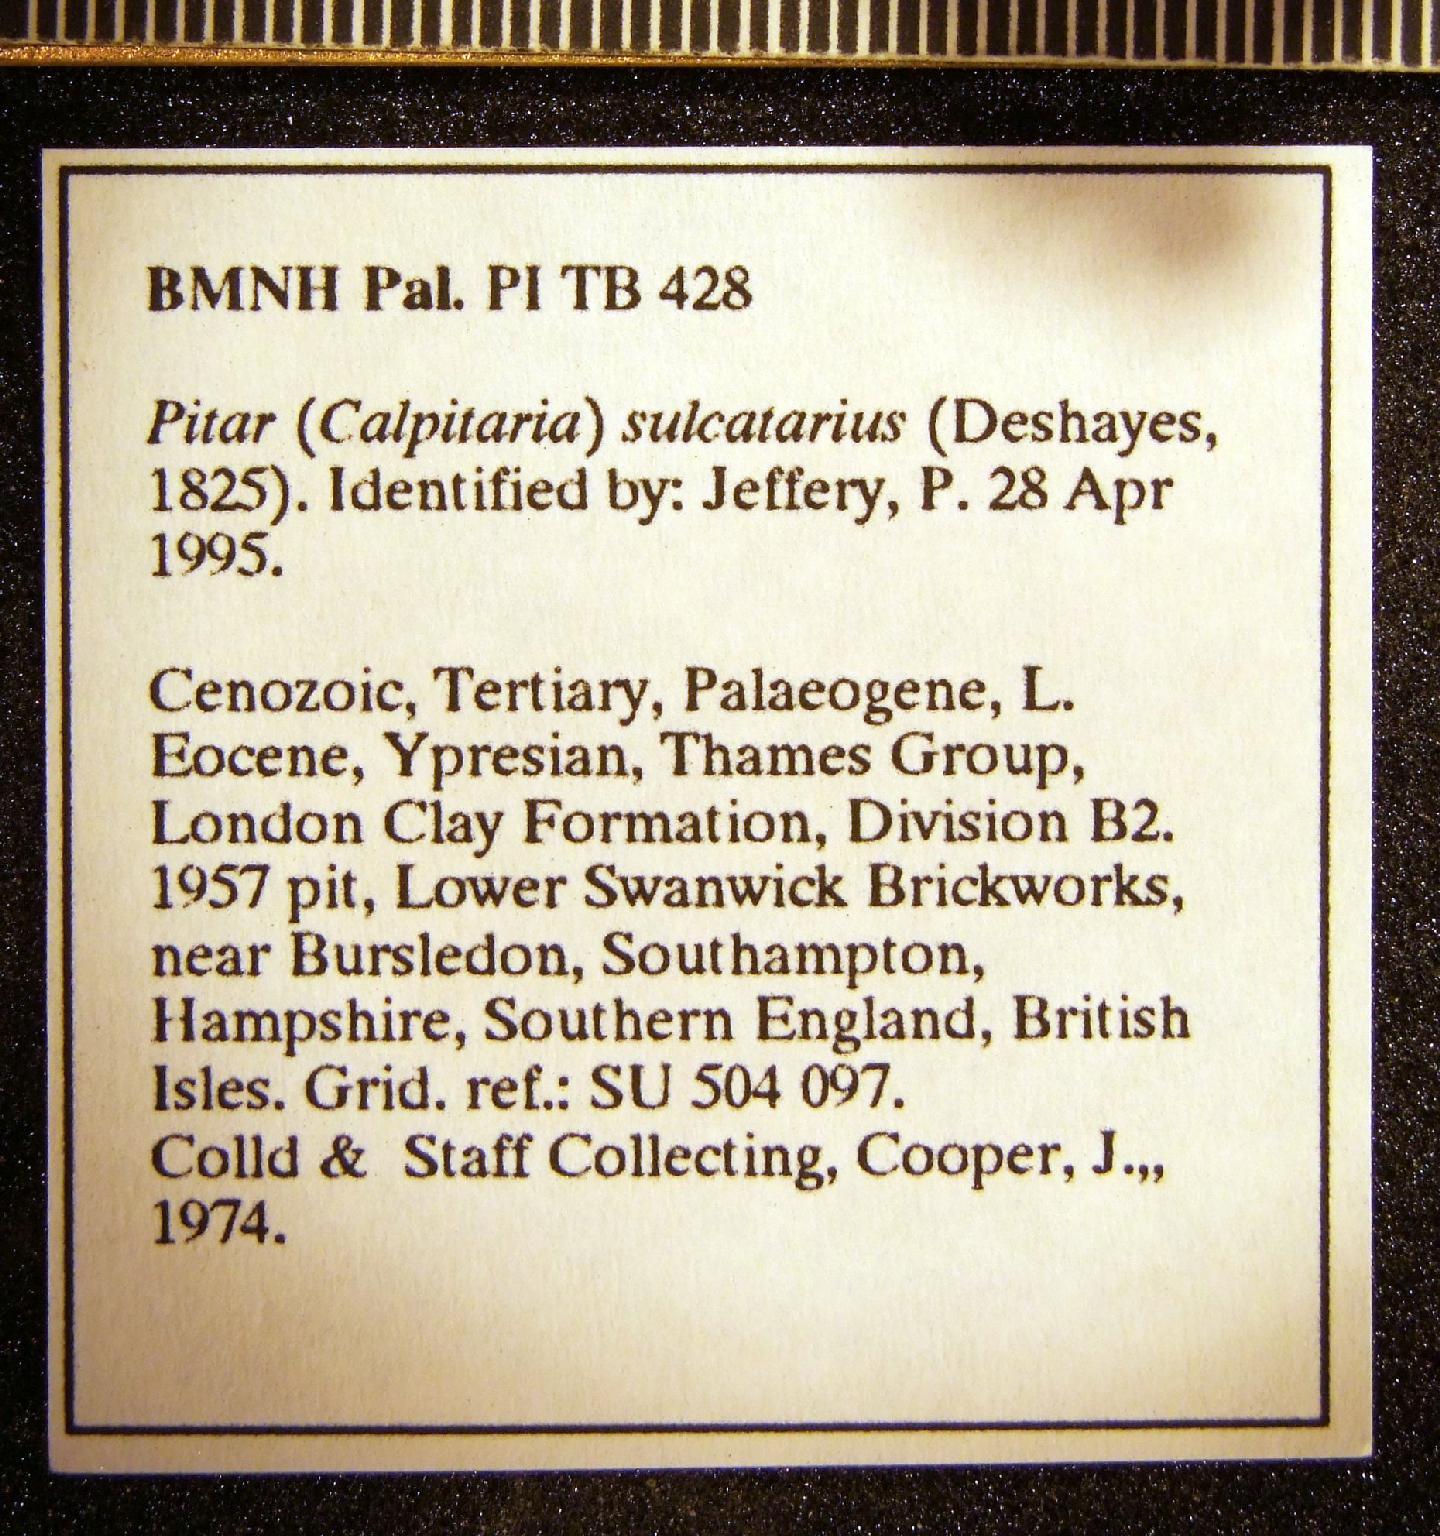 BMNH Pal. PI TB 428
Pitar (Calpitaria) sulcatarius (Deshayes,
1825). Identified by: Jeffery, P. 28 Apr
1995.
Cenozoic, Tertiary, Palaeogene, L.
Eocene, Ypresian, Thames Group,
London Clay Formation, Division B2.
1957 pit, Lower Swanwick Brickworks,
near Bursledon, Southampton,
Hampshire, Southern England, British
Isles. Grid. ref.: SU 504 097.
Colld &  Staff Collecting, Cooper, J.,,
1974.